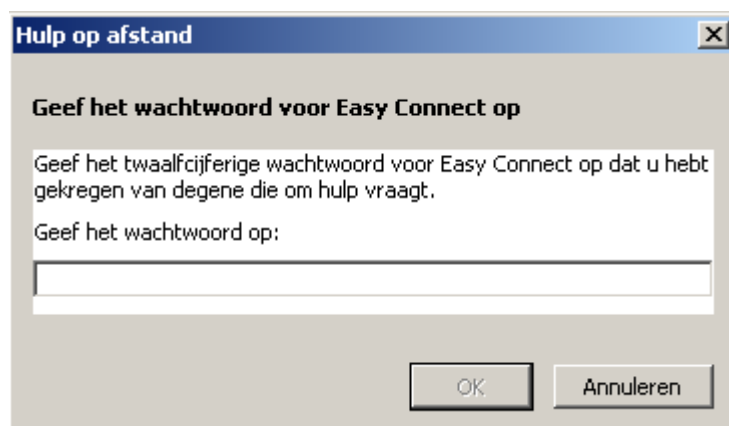 Hulp op afstand
Geef het wachtwoord voor Easy Connect op
Geef het twaalfcijferige wachtwoord voor Easy Connect op dat u hebt
gekregen van degene die om hulp vraagt.
Geef het wachtwoord op:
OK
Annuleren